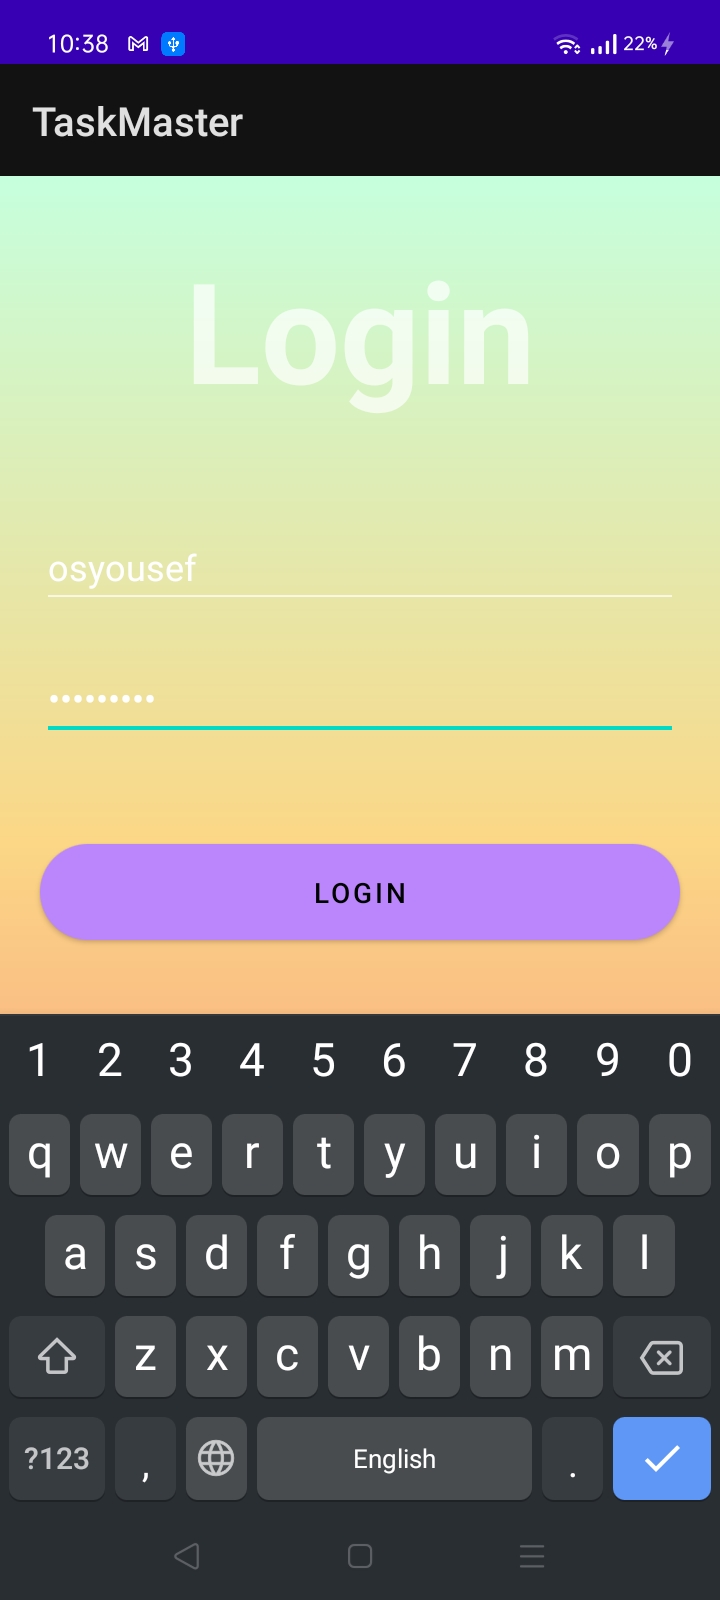 10:38 22%
TaskMaster
Login
osyousef
•••••••••
LOGIN
1 2 3 4 5 6 7 8 9 0
q w e r t y u i o p
a s d f g h j k l
z x c v b n m
?123 , English .